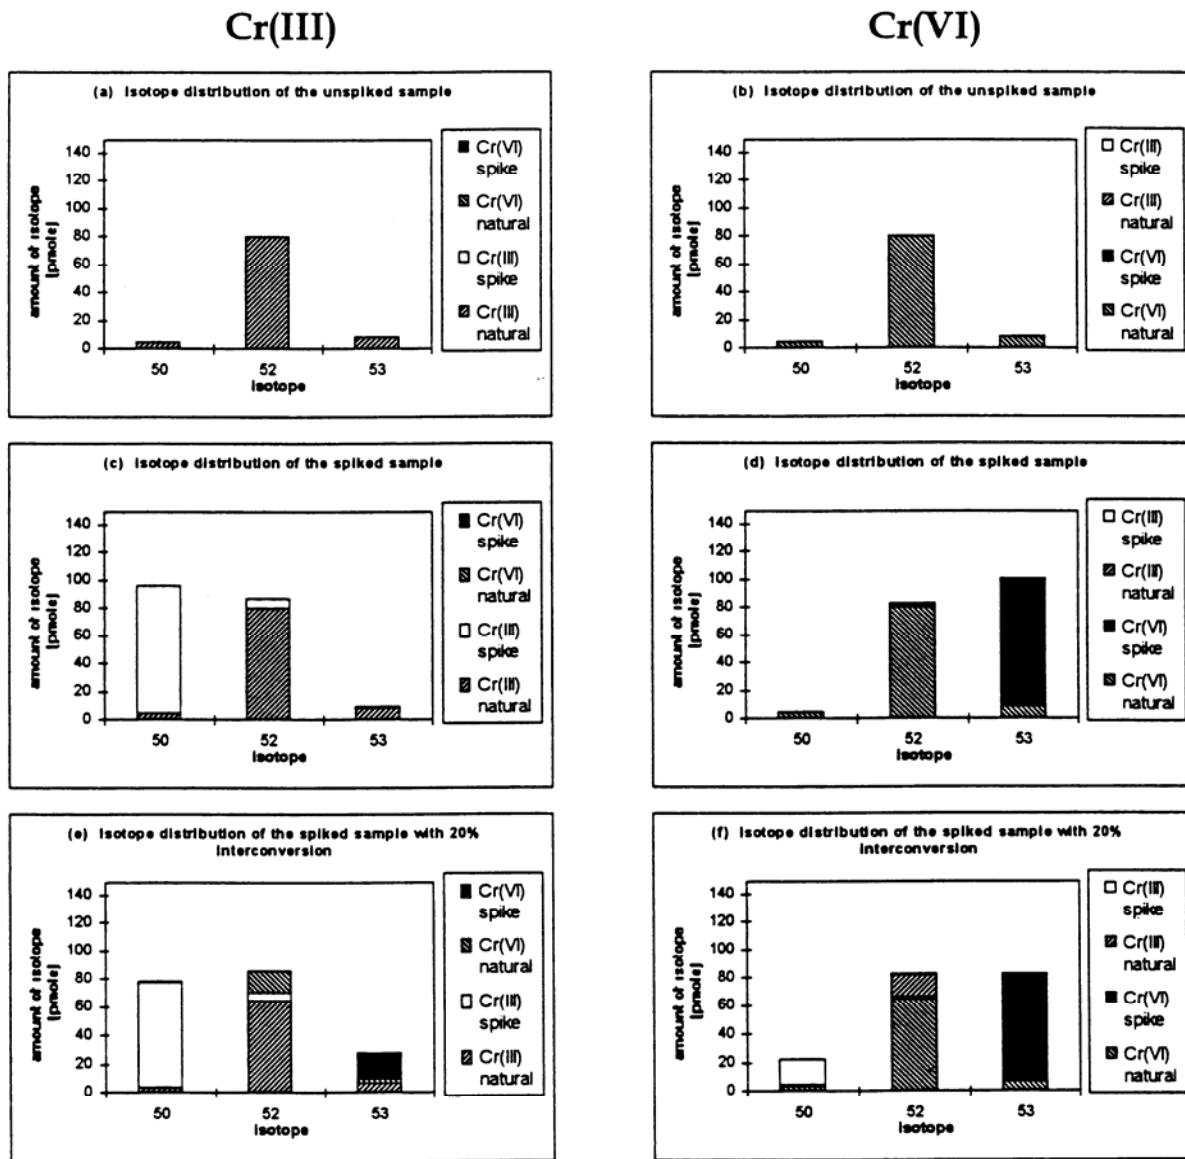 Cr(III)
Cr(VI)
(a) Isotope distribution of the unspiked sample
140
120
100
80
60
40
20
0
amount of isotope
[pmole]
50 52 53
Isotope
Cr(VI)
spike
Cr(VI)
natural
Cr(III)
spike
Cr(III)
natural
(b) Isotope distribution of the unspiked sample
140
120
100
80
60
40
20
0
amount of isotope
[pmole]
50 52 53
Isotope
Cr(III)
spike
Cr(III)
natural
Cr(VI)
spike
Cr(VI)
natural
(c) Isotope distribution of the spiked sample
140
120
100
80
60
40
20
0
amount of isotope
[pmole]
50 52 53
Isotope
Cr(VI)
spike
Cr(VI)
natural
Cr(III)
spike
Cr(III)
natural
(d) Isotope distribution of the spiked sample
140
120
100
80
60
40
20
0
amount of isotope
[pmole]
50 52 53
Isotope
Cr(III)
spike
Cr(III)
natural
Cr(VI)
spike
Cr(VI)
natural
(e) Isotope distribution of the spiked sample with 20%
Interconversion
140
120
100
80
60
40
20
0
amount of isotope
[pmole]
50 52 53
Isotope
Cr(VI)
spike
Cr(VI)
natural
Cr(III)
spike
Cr(III)
natural
(f) Isotope distribution of the spiked sample with 20%
Interconversion
140
120
100
80
60
40
20
0
amount of isotope
[pmole]
50 52 53
Isotope
Cr(III)
spike
Cr(III)
natural
Cr(VI)
spike
Cr(VI)
natural